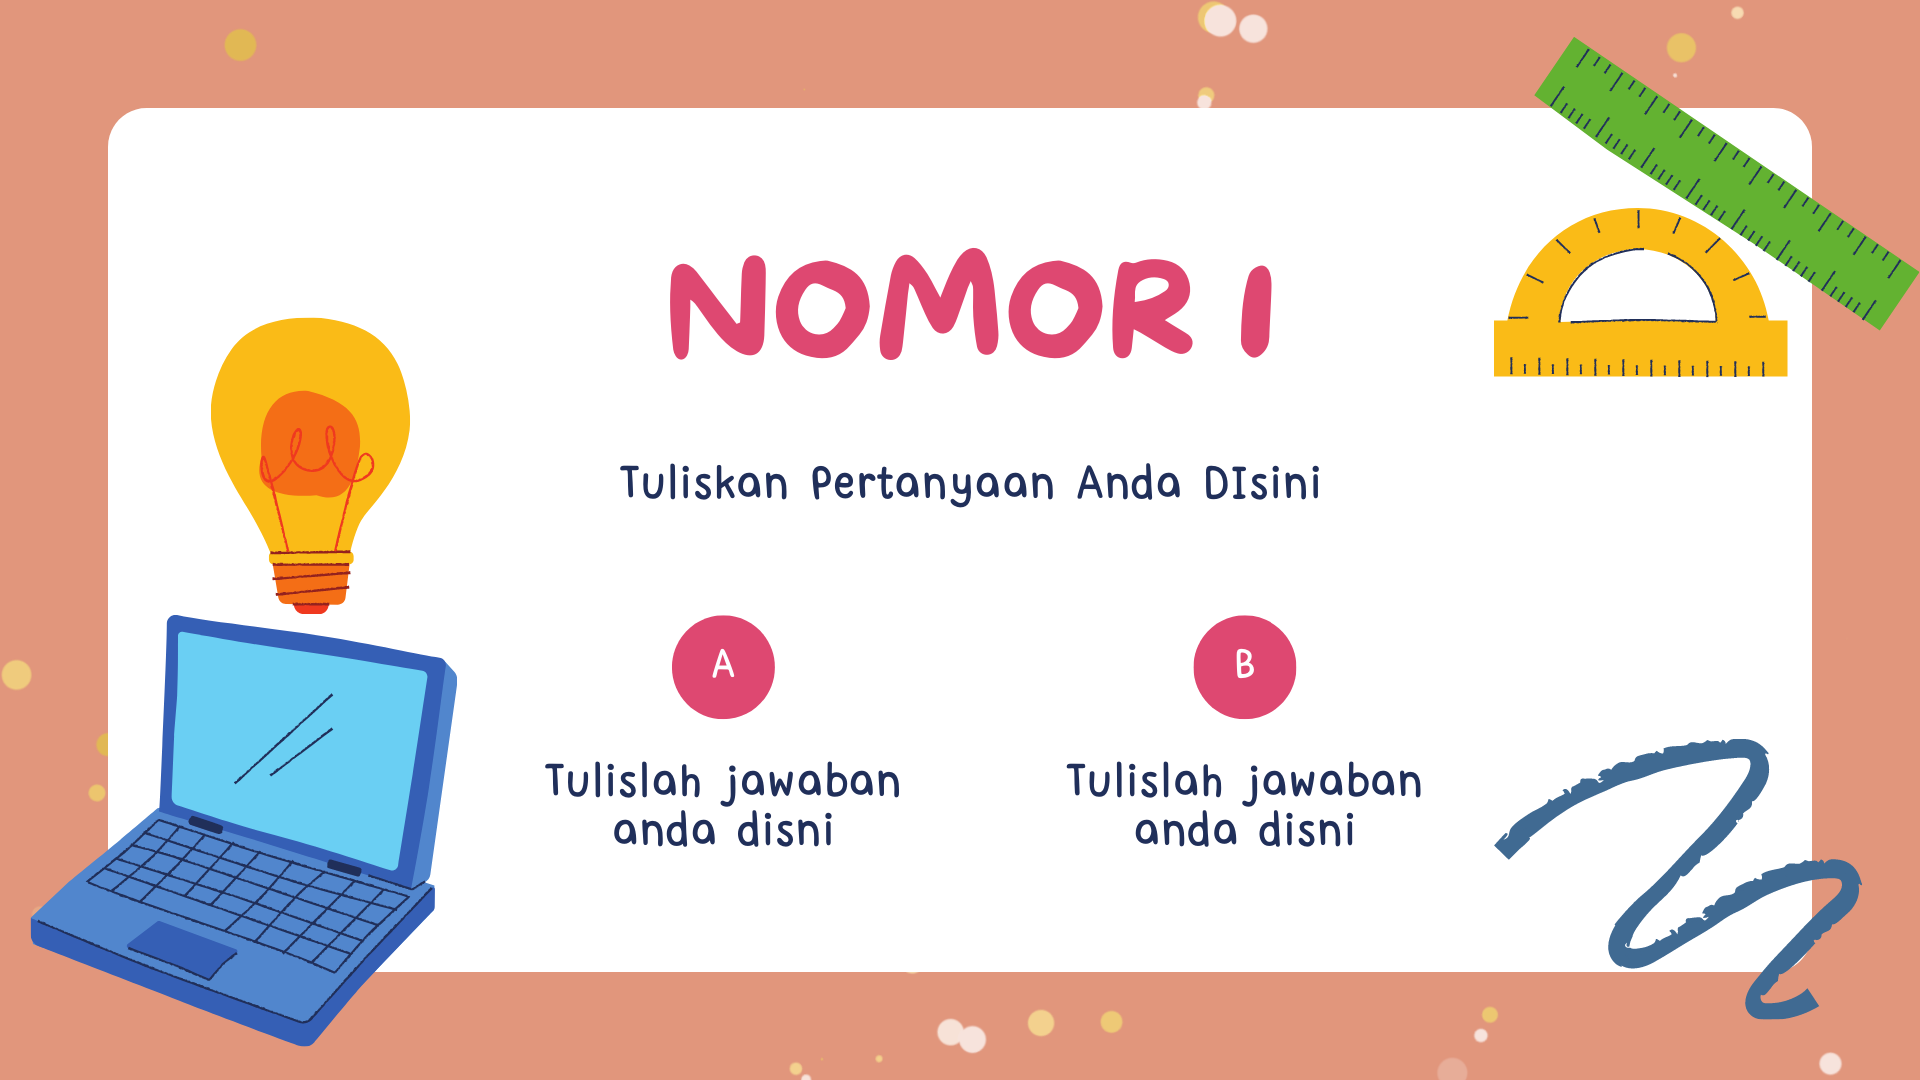 NOMOR 1
Tuliskan Pertanyaan Anda DIsini
A
B
Tulislah jawaban
anda disni
Tulislah jawaban
anda disni